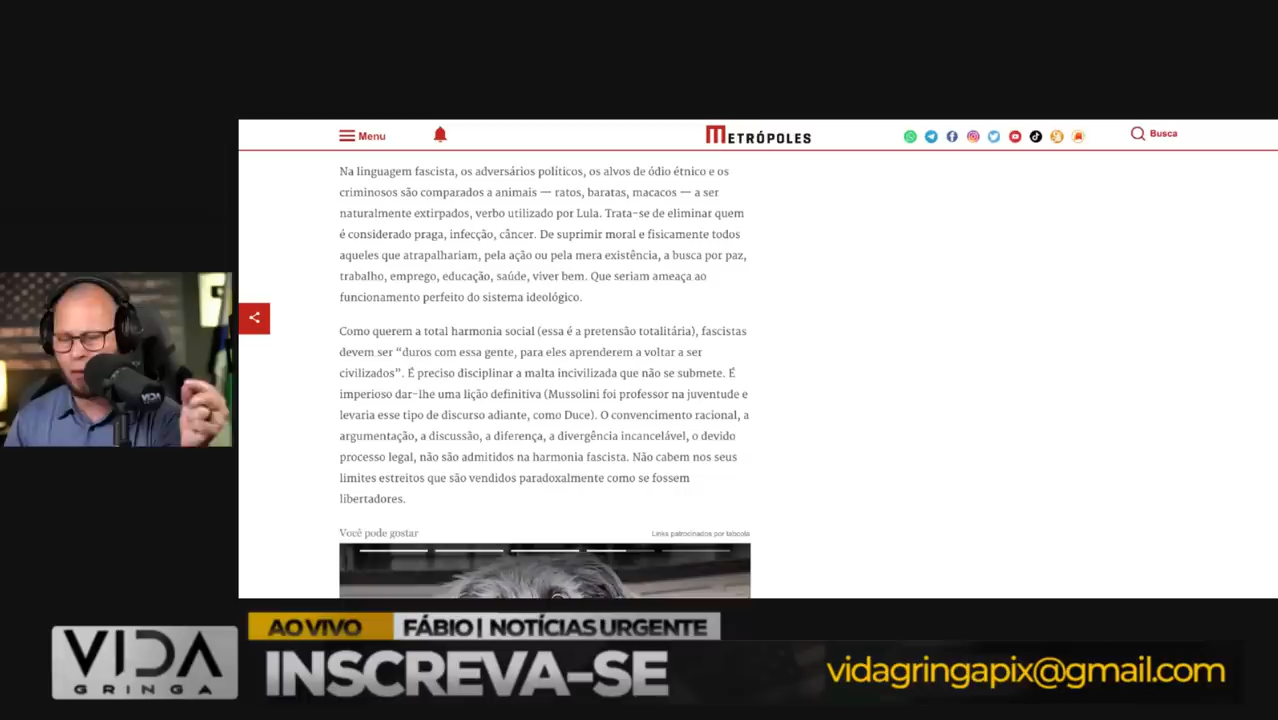 Menu
METRÓPOLES
Busca
Na linguagem fascista, os adversários políticos, os alvos de ódio étnico e os
criminosos são comparados a animais — ratos, baratas, macacos — a ser
naturalmente extirpados, verbo utilizado por Lula. Trata-se de eliminar quem
é considerado praga, infecção, câncer. De suprimir moral e fisicamente todos
aqueles que atrapalhariam, pela ação ou pela mera existência, a busca por paz,
trabalho, emprego, educação, saúde, viver bem. Que seriam ameaça ao
funcionamento perfeito do sistema ideológico.
Como querem a total harmonia social (essa é a pretensão totalitária), fascistas
devem ser “duros com essa gente, para eles aprenderem a voltar a ser
civilizados”. É preciso disciplinar a malta incivilizada que não se submete. É
imperioso dar-lhe uma lição definitiva (Mussolini foi professor na juventude e
levaria esse tipo de discurso adiante, como Duce). O convencimento racional, a
argumentação, a discussão, a diferença, a divergência incancelável, o devido
processo legal, não são admitidos na harmonia fascista. Não cabem nos seus
limites estreitos que são vendidos paradoxalmente como se fossem
libertadores.
Você pode gostar
Links patrocinados por taboola
VIDA
AO VIVO
FÁBIO | NOTÍCIAS URGENTE
VIDA
GRINGA
INSCREVA-SE
vidagringapix@gmail.com